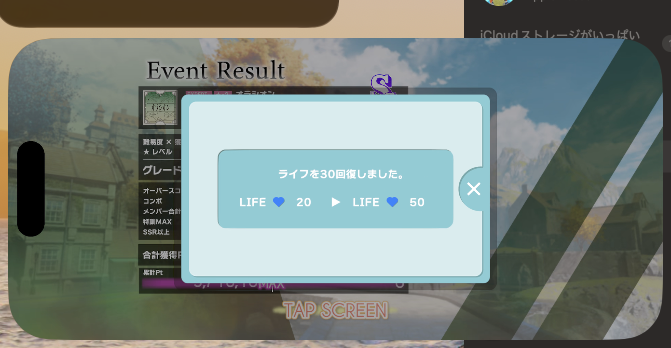 iCloudストレージがいっぱい
Event Result
S
難易度 ×
★ レベル
グレード
オーバースコ
コンボ
メンバー合計
特薬MAX
SSR以上
合計獲得P
累計Pt
MAX
ライフを30回復しました。
LIFE 20 ▶ LIFE 50
TAP SCREEN